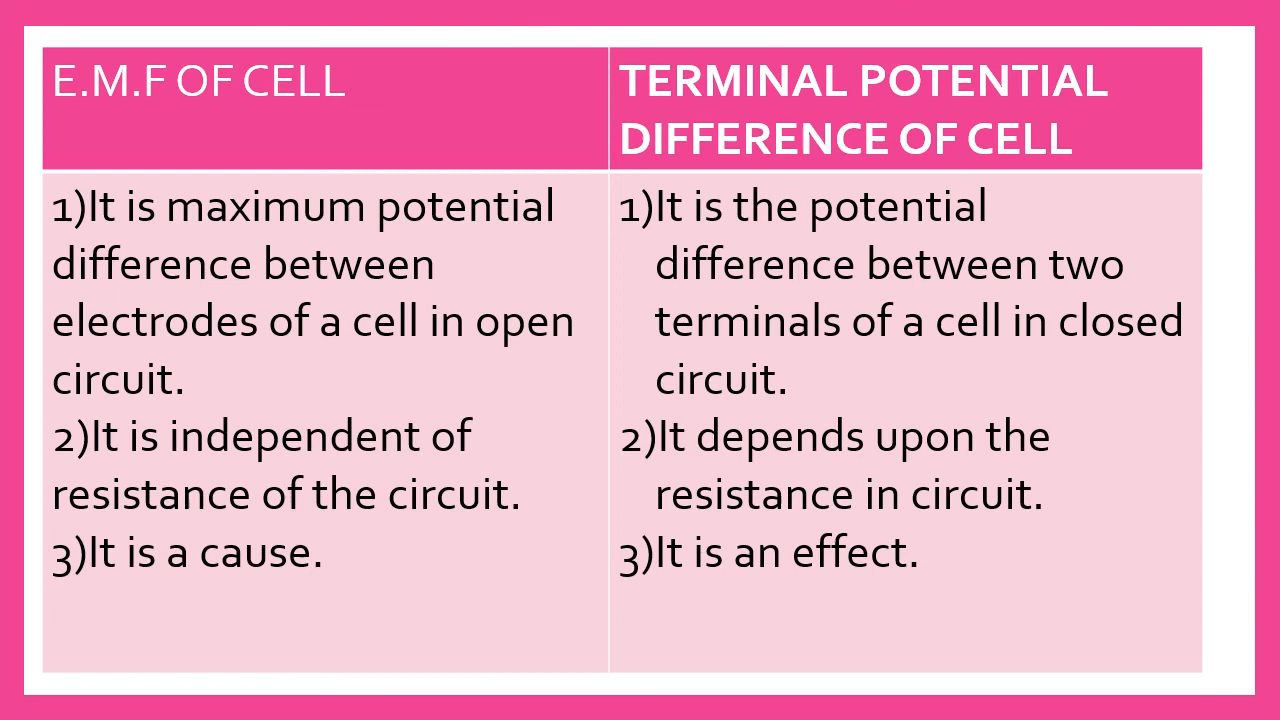 E.M.F OF CELL
TERMINAL POTENTIAL
DIFFERENCE OF CELL
1)It is maximum potential
difference between
electrodes of a cell in open
circuit.
2)It is independent of
resistance of the circuit.
3)It is a cause.
1)It is the potential
difference between two
terminals of a cell in closed
circuit.
2)It depends upon the
resistance in circuit.
3)It is an effect.